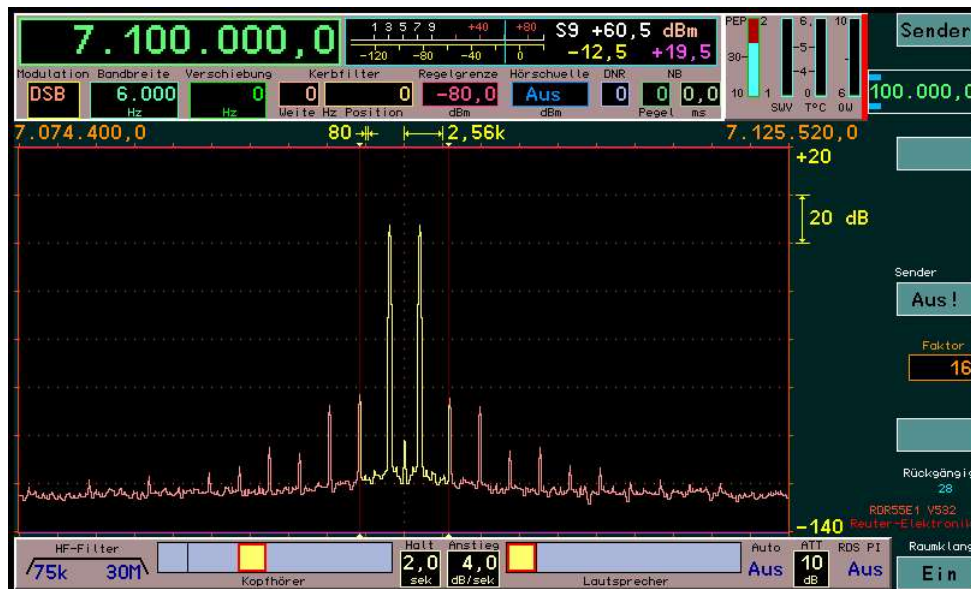 7.100.000,0
1 3 5 7 9 +40 +80
-120 -80 -40 0
S9 +60,5 dBm
-12,5 +19,5
PEP 2 6, 10
30 -5- -
-4-
10 1 0 6
SWV T°C 0W
Sender
Modulation Bandbreite Verschiebung Kerbfilter Regelgrenze Hörschwelle DNR NB
DSB 6.000 0 0 0 -80,0 Aus 0 0 0,0
Hz Hz Weite Hz Position dBm dBm Pegel ms
100.000,0
7.074.400,0 80 2,56k 7.125.520,0
+20
20 dB
Sender
Aus!
Faktor
16
Rückgängig
28
RDR55E1 V532
-140 Reuter-Elektronik
HF-Filter
75k 30M
Kopfhörer
Halt Anstieg
2,0 4,0
sek dB/sek
Lautsprecher
Auto ATT RDS PI
Aus 10 Aus
dB
Raumklang
Ein